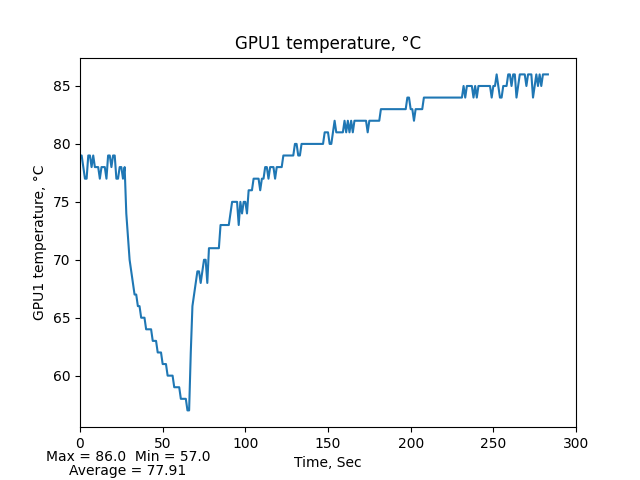 GPU1 temperature, °C
GPU1 temperature, °C
85
80
75
70
65
60
0 50 100 150 200 250 300
Time, Sec
Max = 86.0 Min = 57.0
Average = 77.91